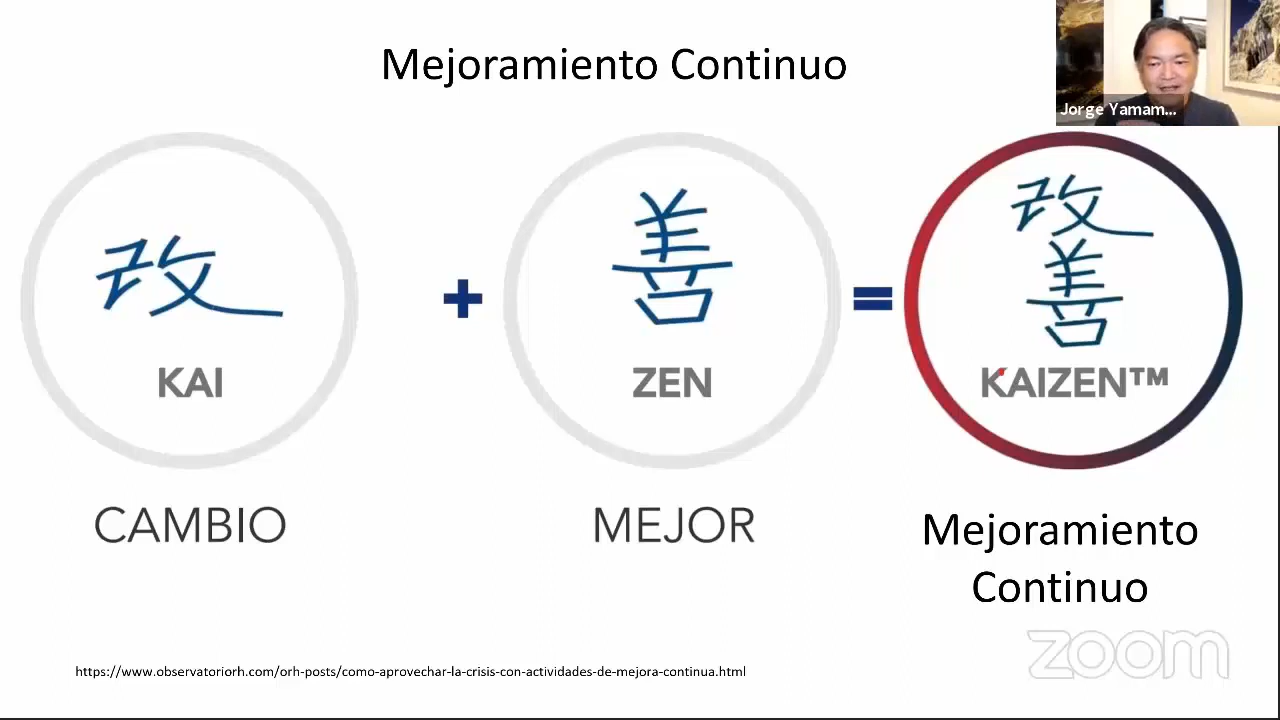 Mejoramiento Continuo
Jorge Yamam...
改
KAI
CAMBIO
+
善
ZEN
MEJOR
=
改
善
KAIZEN™
Mejoramiento
Continuo
zoom
https://www.observatoriorh.com/orh-posts/como-aprovechar-la-crisis-con-actividades-de-mejora-continua.html